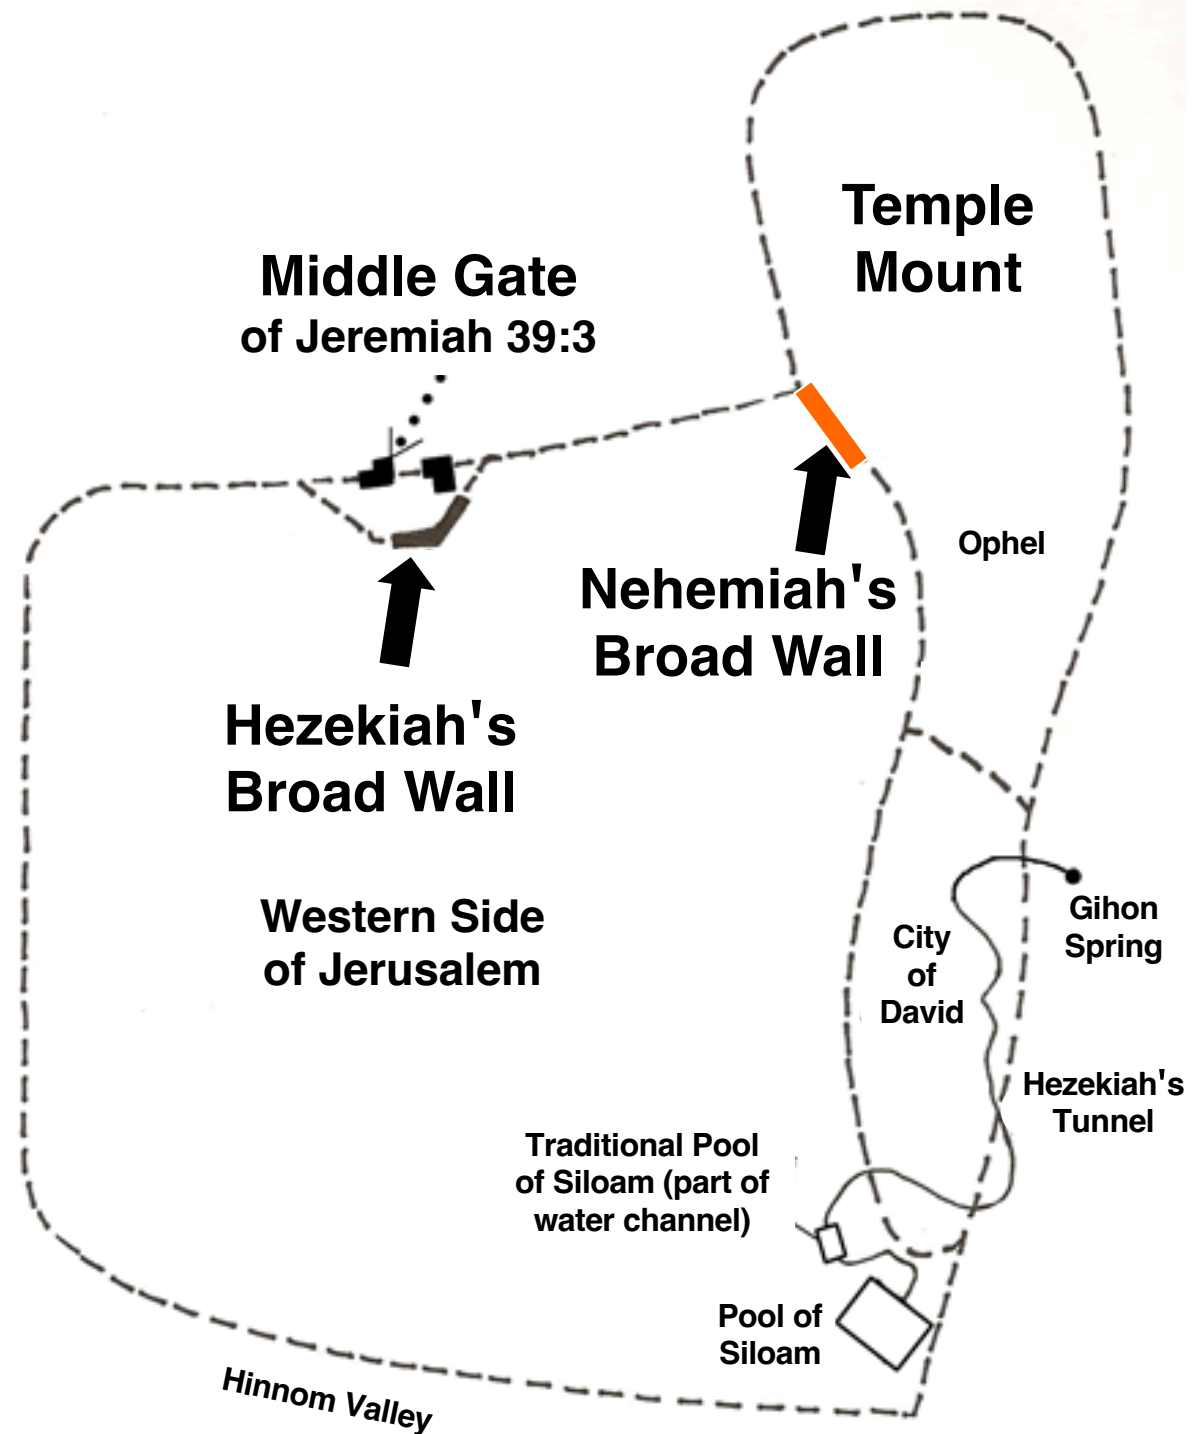 Temple
Mount
Middle Gate
of Jeremiah 39:3
Ophel
Nehemiah's
Broad Wall
Hezekiah's
Broad Wall
Western Side
of Jerusalem
Gihon
Spring
City
of
David
Hezekiah's
Tunnel
Traditional Pool
of Siloam (part of
water channel)
Pool of
Siloam
Hinnom Valley